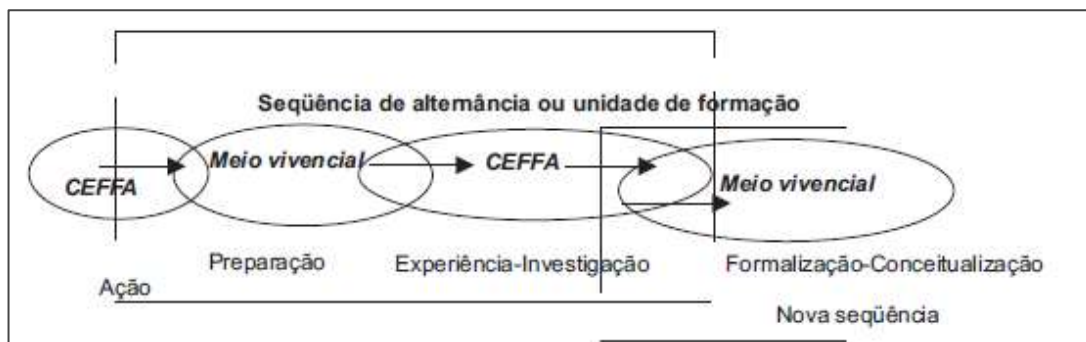 Seqüência de alternância ou unidade de formação
CEFFA
Meio vivencial
CEFFA
Meio vivencial
Preparação
Experiência-Investigação
Formalização-Conceitualização
Ação
Nova seqüência